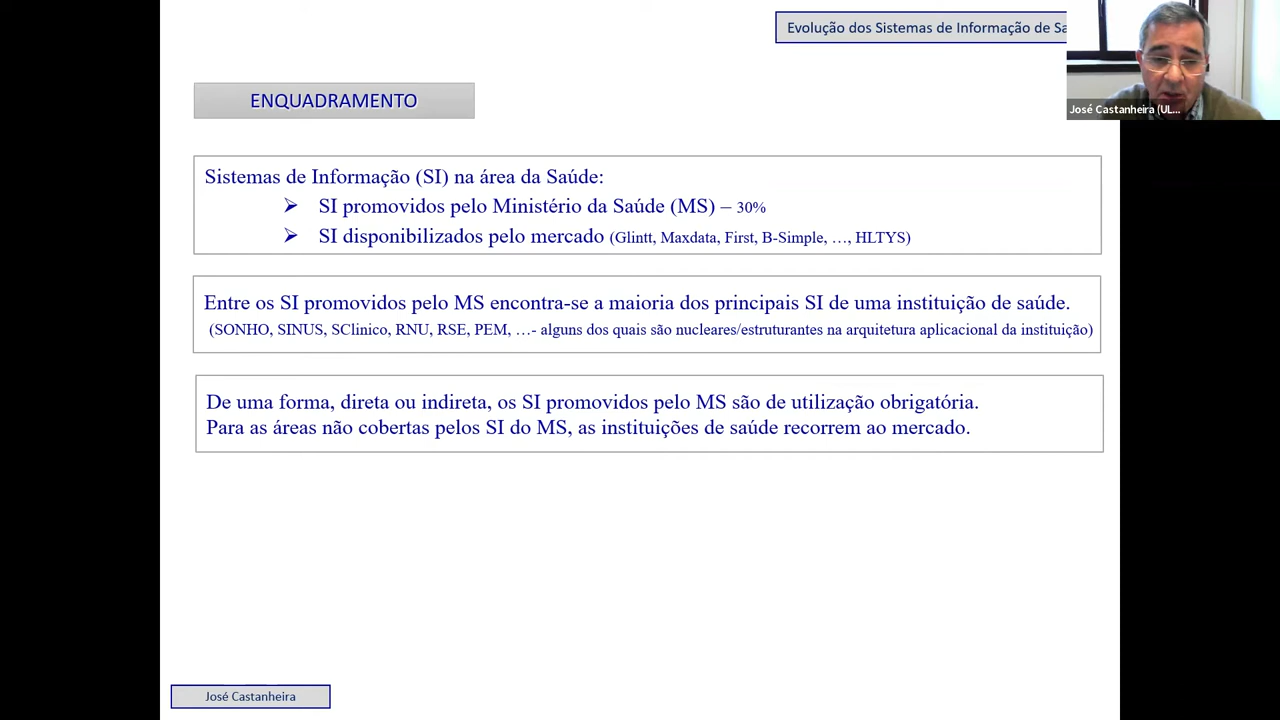 Evolução dos Sistemas de Informação de
José Castanheira (UL...
ENQUADRAMENTO
Sistemas de Informação (SI) na área da Saúde:
➢ SI promovidos pelo Ministério da Saúde (MS) – 30%
➢ SI disponibilizados pelo mercado (Glintt, Maxdata, First, B-Simple, …, HLTYS)
Entre os SI promovidos pelo MS encontra-se a maioria dos principais SI de uma instituição de saúde.
(SONHO, SINUS, SClinico, RNU, RSE, PEM, …- alguns dos quais são nucleares/estruturantes na arquitetura aplicacional da instituição)
De uma forma, direta ou indireta, os SI promovidos pelo MS são de utilização obrigatória.
Para as áreas não cobertas pelos SI do MS, as instituições de saúde recorrem ao mercado.
José Castanheira